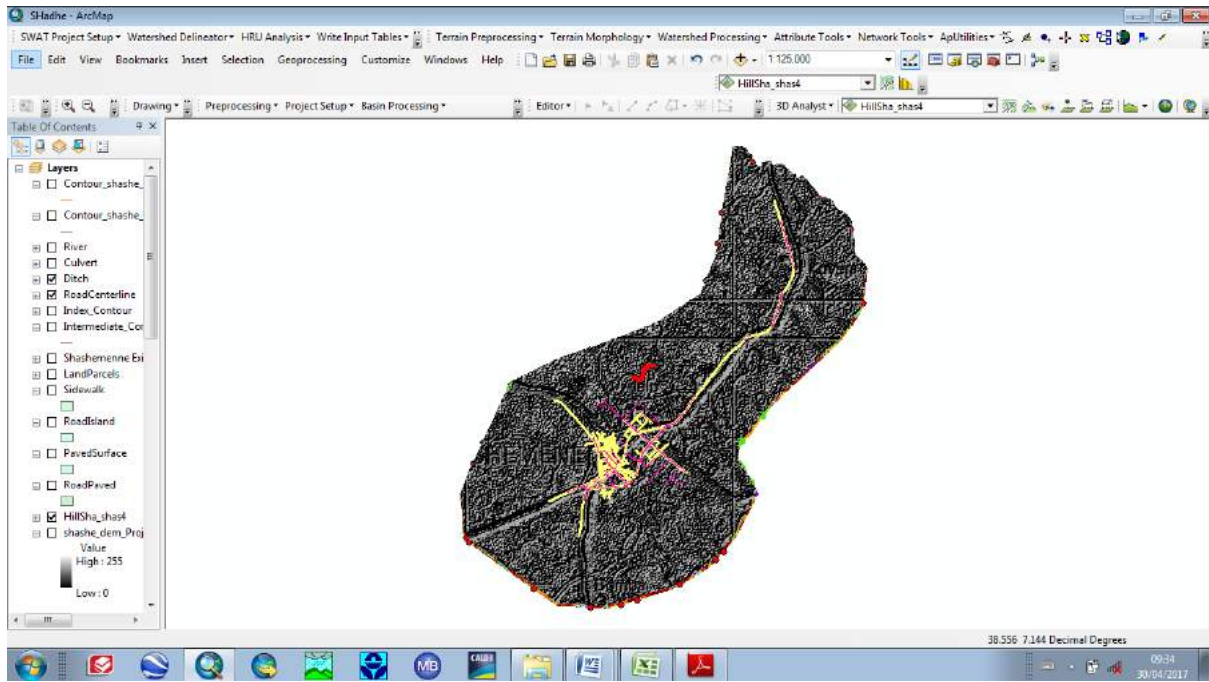 SHadhe - ArcMap
SWAT Project Setup Watershed Delineator HRU Analysis Write Input Tables Terrain Preprocessing Terrain Morphology Watershed Processing Attribute Tools Network Tools ApUtilities
File Edit View Bookmarks Insert Selection Geoprocessing Customize Windows Help 1:125.000
HillSha_shas4
Drawing Preprocessing Project Setup Basin Processing Editor 3D Analyst HillSha_shas4
Table Of Contents
Layers
Contour_shashe_
Contour_shashe_
River
Culvert
Ditch
RoadCenterline
Index_Contour
Intermediate_Cor
Shashemenne Exi
LandParcels
Sidewalk
RoadIsland
PavedSurface
RoadPaved
HillSha_shas4
shashe_dem_Proj
Value
High : 255
Low : 0
38.556 7.144 Decimal Degrees
MB
09:34
30/04/2017